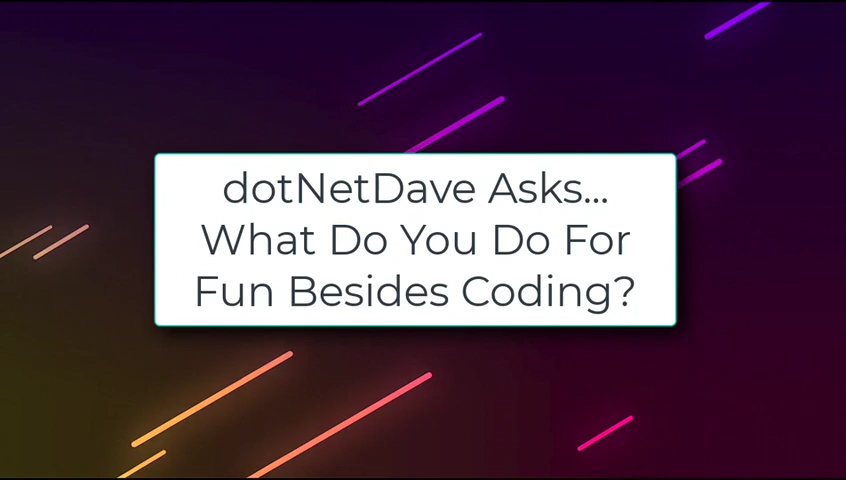 dotNetDave Asks...
What Do You Do For
Fun Besides Coding?